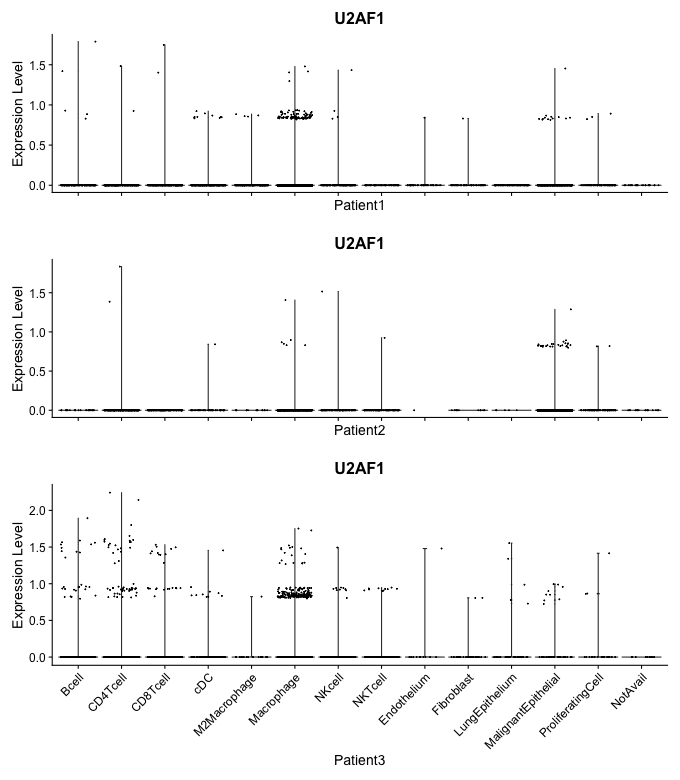 U2AF1
Expression Level
1.5
1.0
0.5
0.0
Patient1
U2AF1
Expression Level
1.5
1.0
0.5
0.0
Patient2
U2AF1
Expression Level
2.0
1.5
1.0
0.5
0.0
Bcell
CD4Tcell
CD8Tcell
cDC
M2Macrophage
Macrophage
NKcell
NKTcell
Endothelium
Fibroblast
LungEpithelium
MalignantEpithelial
ProliferatingCell
NotAvail
Patient3